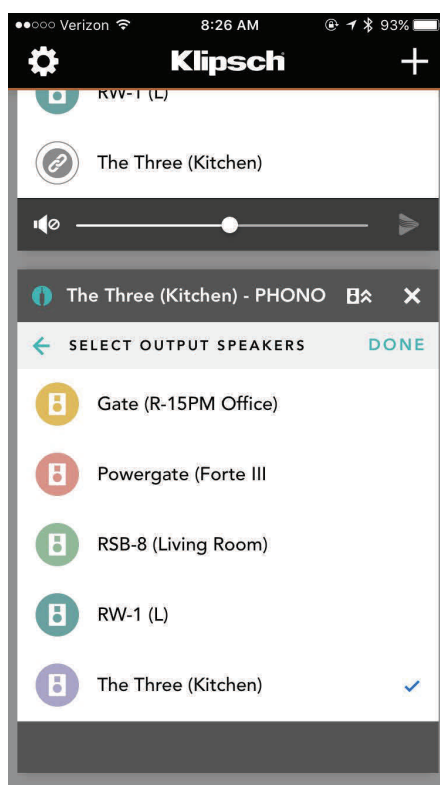 Verizon 8:26 AM 93%
Klipsch
RW-1 (L)
The Three (Kitchen)
The Three (Kitchen) - PHONO
SELECT OUTPUT SPEAKERS DONE
Gate (R-15PM Office)
Powergate (Forte III
RSB-8 (Living Room)
RW-1 (L)
The Three (Kitchen)